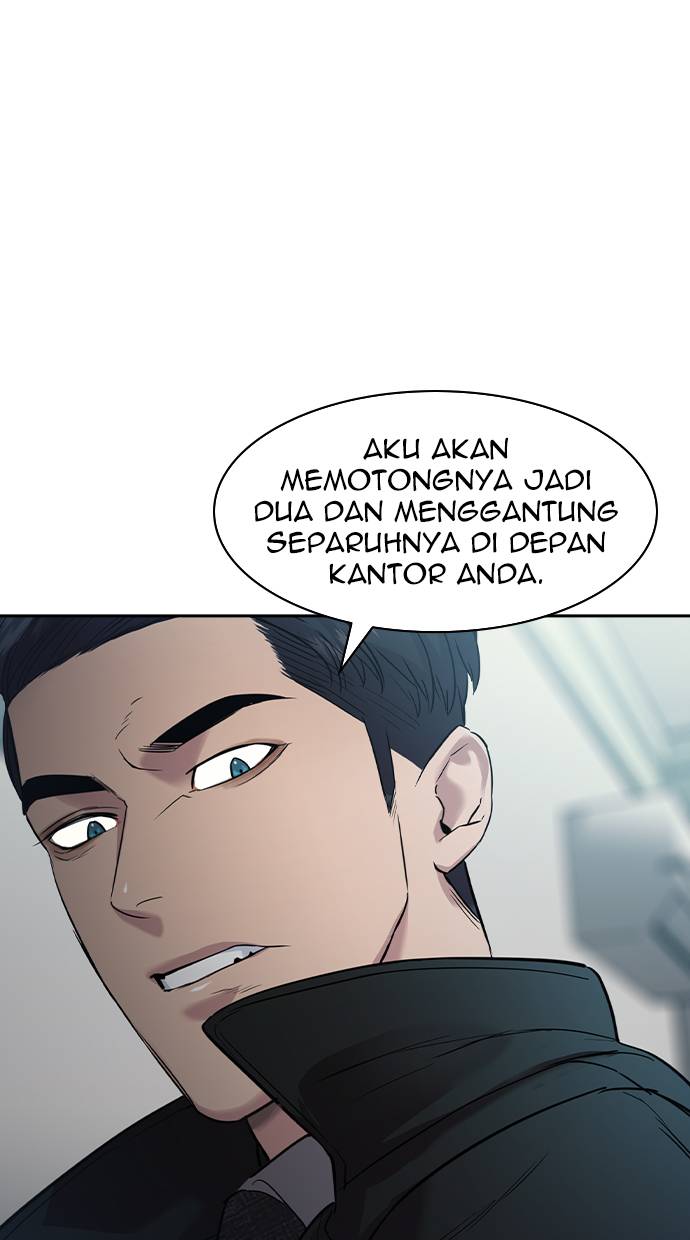 AKU AKAN
MEMOTONGNYA JADI
DUA DAN MENGGANTUNG
SEPARUHNYA DI DEPAN
KANTOR ANDA.